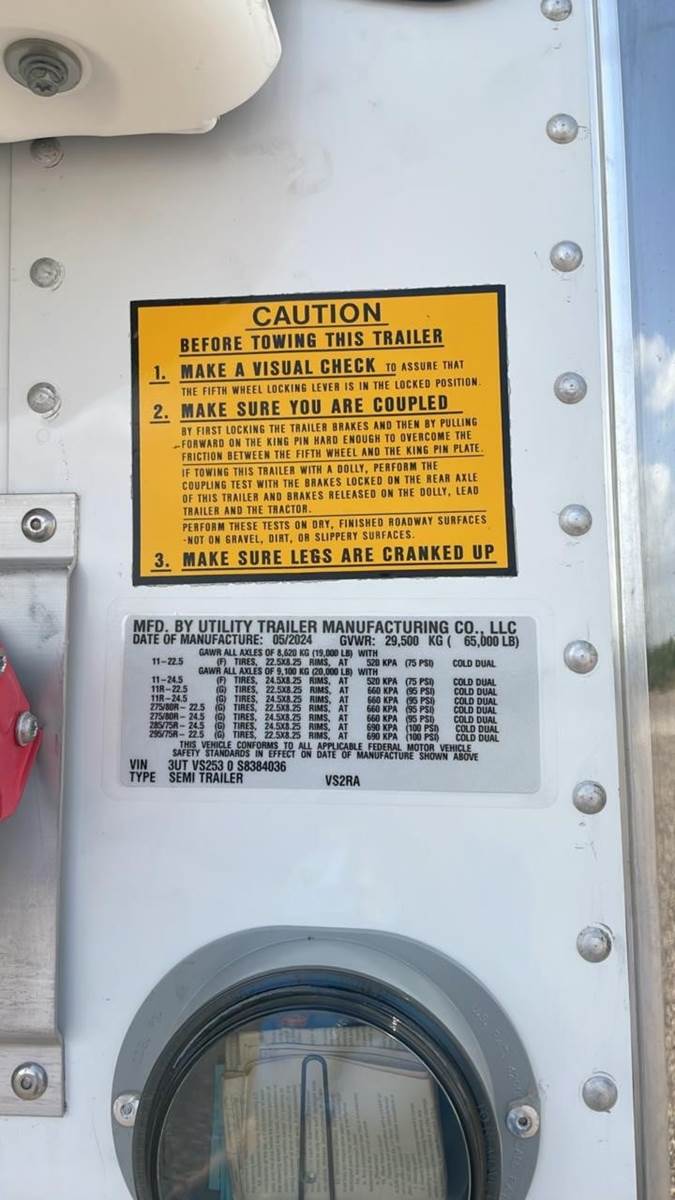 CAUTION
BEFORE TOWING THIS TRAILER
1. MAKE A VISUAL CHECK TO ASSURE THAT
THE FIFTH WHEEL LOCKING LEVER IS IN THE LOCKED POSITION.
2. MAKE SURE YOU ARE COUPLED
BY FIRST LOCKING THE TRAILER BRAKES AND THEN BY PULLING
FORWARD ON THE KING PIN HARD ENOUGH TO OVERCOME THE
FRICTION BETWEEN THE FIFTH WHEEL AND THE KING PIN PLATE.
IF TOWING THIS TRAILER WITH A DOLLY, PERFORM THE
COUPLING TEST WITH THE BRAKES LOCKED ON THE REAR AXLE
OF THIS TRAILER AND BRAKES RELEASED ON THE DOLLY, LEAD
TRAILER AND THE TRACTOR.
PERFORM THESE TESTS ON DRY, FINISHED ROADWAY SURFACES
-NOT ON GRAVEL, DIRT, OR SLIPPERY SURFACES.
3. MAKE SURE LEGS ARE CRANKED UP
MFD. BY UTILITY TRAILER MANUFACTURING CO., LLC
DATE OF MANUFACTURE: 05/2024 GVWR: 29,500 KG ( 65,000 LB)
GAWR ALL AXLES OF 8,620 KG (19,000 LB) WITH
11-22.5 (F) TIRES, 22.5X8.25 RIMS, AT 520 KPA (75 PSI) COLD DUAL
GAWR ALL AXLES OF 9,100 KG (20,000 LB) WITH
11-24.5 (F) TIRES, 24.5X8.25 RIMS, AT 520 KPA (75 PSI) COLD DUAL
11R-22.5 (G) TIRES, 22.5X8.25 RIMS, AT 660 KPA (95 PSI) COLD DUAL
11R-24.5 (G) TIRES, 24.5X8.25 RIMS, AT 660 KPA (95 PSI) COLD DUAL
275/80R- 22.5 (G) TIRES, 22.5X8.25 RIMS, AT 660 KPA (95 PSI) COLD DUAL
275/80R- 24.5 (G) TIRES, 24.5X8.25 RIMS, AT 660 KPA (95 PSI) COLD DUAL
285/75R- 24.5 (G) TIRES, 24.5X8.25 RIMS, AT 690 KPA (100 PSI) COLD DUAL
295/75R- 22.5 (G) TIRES, 22.5X8.25 RIMS, AT 690 KPA (100 PSI) COLD DUAL
THIS VEHICLE CONFORMS TO ALL APPLICABLE FEDERAL MOTOR VEHICLE
SAFETY STANDARDS IN EFFECT ON DATE OF MANUFACTURE SHOWN ABOVE
VIN 3UT VS253 0 S8384036
TYPE SEMI TRAILER VS2RA